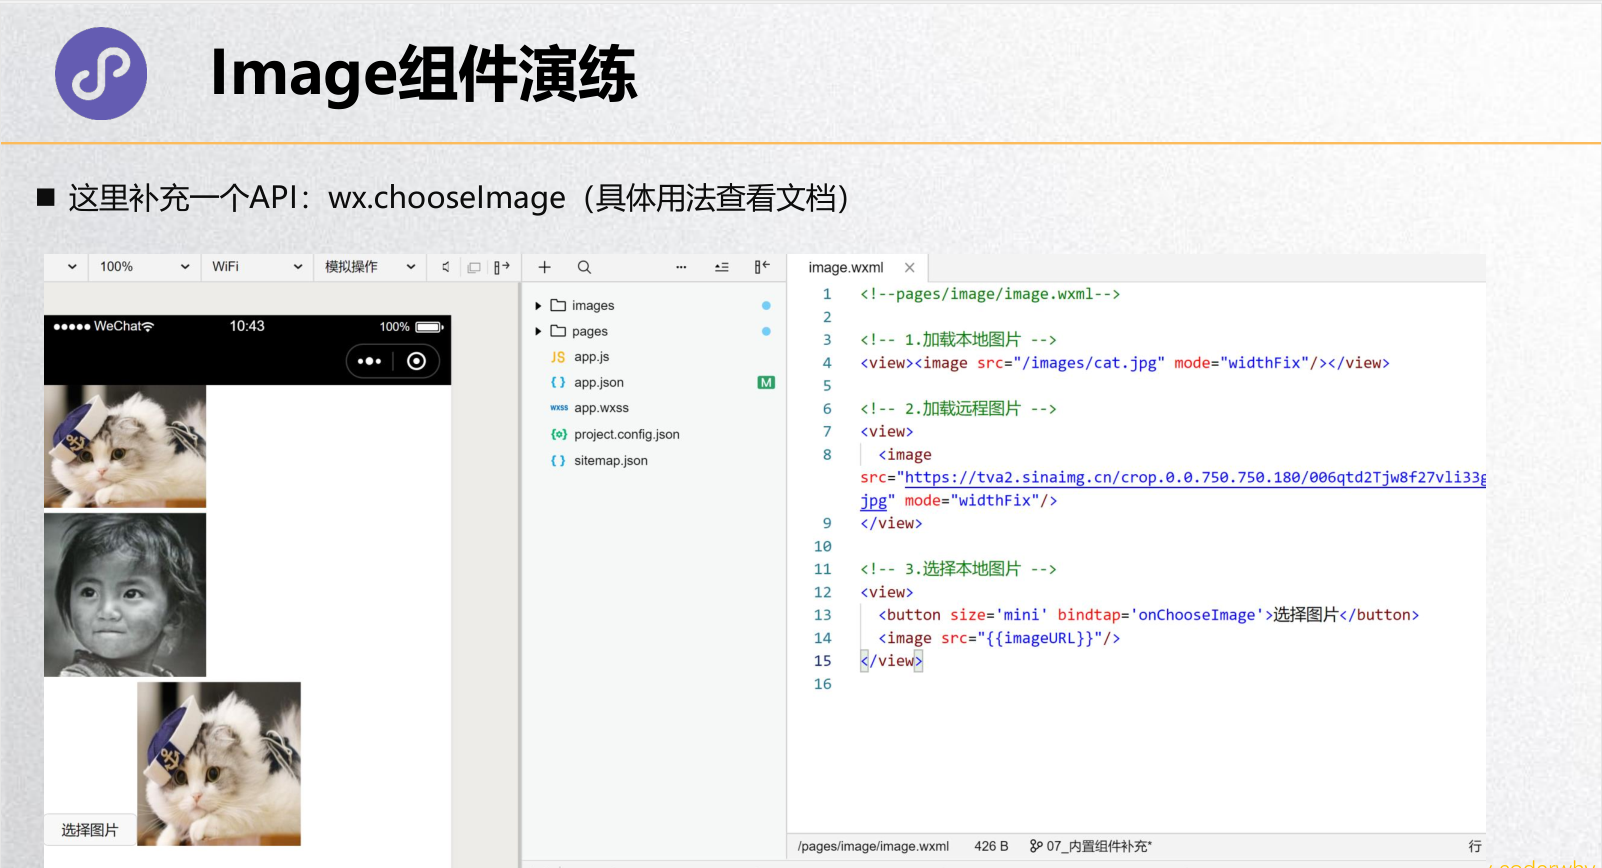 Image组件演练
这里补充一个API：wx.chooseImage（具体用法查看文档）
100% WiFi 模拟操作
WeChat 10:43 100%
选择图片
images
pages
JS app.js
{ } app.json M
wxss app.wxss
{o} project.config.json
{ } sitemap.json
image.wxml
1 <!--pages/image/image.wxml-->
2
3 <!-- 1.加载本地图片 -->
4 <view><image src="/images/cat.jpg" mode="widthFix"/></view>
5
6 <!-- 2.加载远程图片 -->
7 <view>
8 <image
src="https://tva2.sinaimg.cn/crop.0.0.750.750.180/006qtd2Tjw8f27vli33g
jpg" mode="widthFix"/>
9 </view>
10
11 <!-- 3.选择本地图片 -->
12 <view>
13 <button size='mini' bindtap='onChooseImage'>选择图片</button>
14 <image src="{{imageURL}}"/>
15 </view>
16
/pages/image/image.wxml 426 B 07_内置组件补充* 行